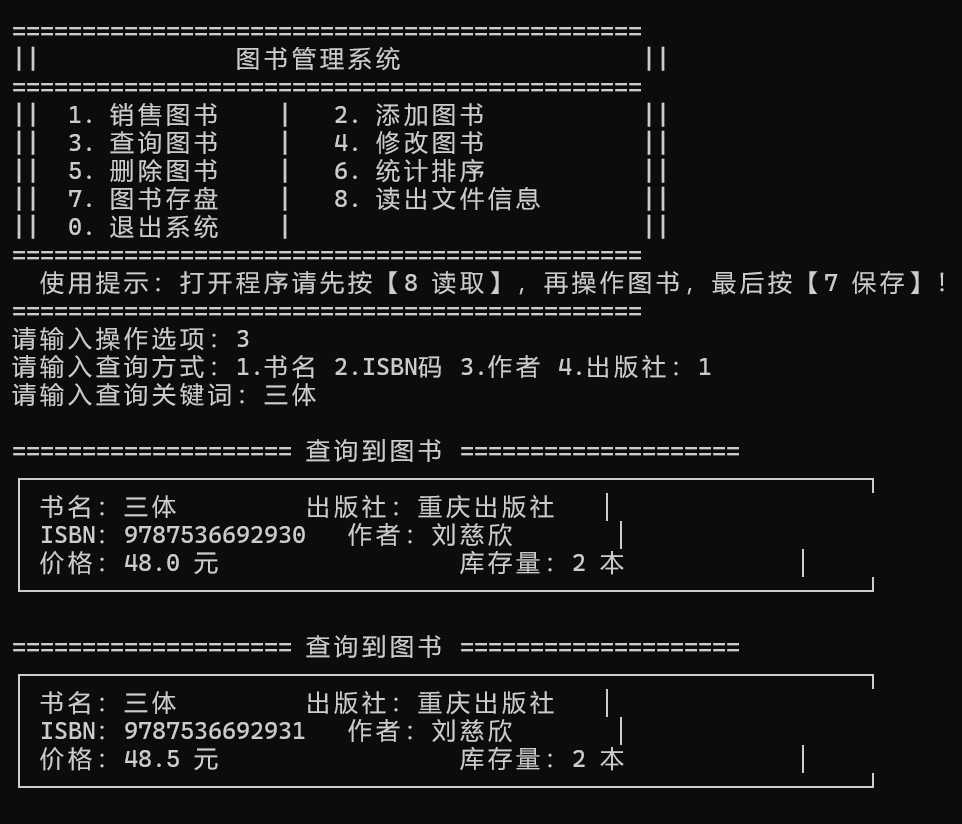 =============================================
||              图书管理系统                 ||
=============================================
||  1. 销售图书    |   2. 添加图书           ||
||  3. 查询图书    |   4. 修改图书           ||
||  5. 删除图书    |   6. 统计排序           ||
||  7. 图书存盘    |   8. 读出文件信息       ||
||  0. 退出系统    |                         ||
=============================================
  使用提示：打开程序请先按【8 读取】，再操作图书，最后按【7 保存】！
=============================================
请输入操作选项：3
请输入查询方式：1.书名 2.ISBN码 3.作者 4.出版社：1
请输入查询关键词：三体
==================== 查询到图书 ====================
书名：三体         出版社：重庆出版社    │
ISBN：9787536692930   作者：刘慈欣        │
价格：48.0 元                 库存量：2 本             │
==================== 查询到图书 ====================
书名：三体         出版社：重庆出版社    │
ISBN：9787536692931   作者：刘慈欣        │
价格：48.5 元                 库存量：2 本             │